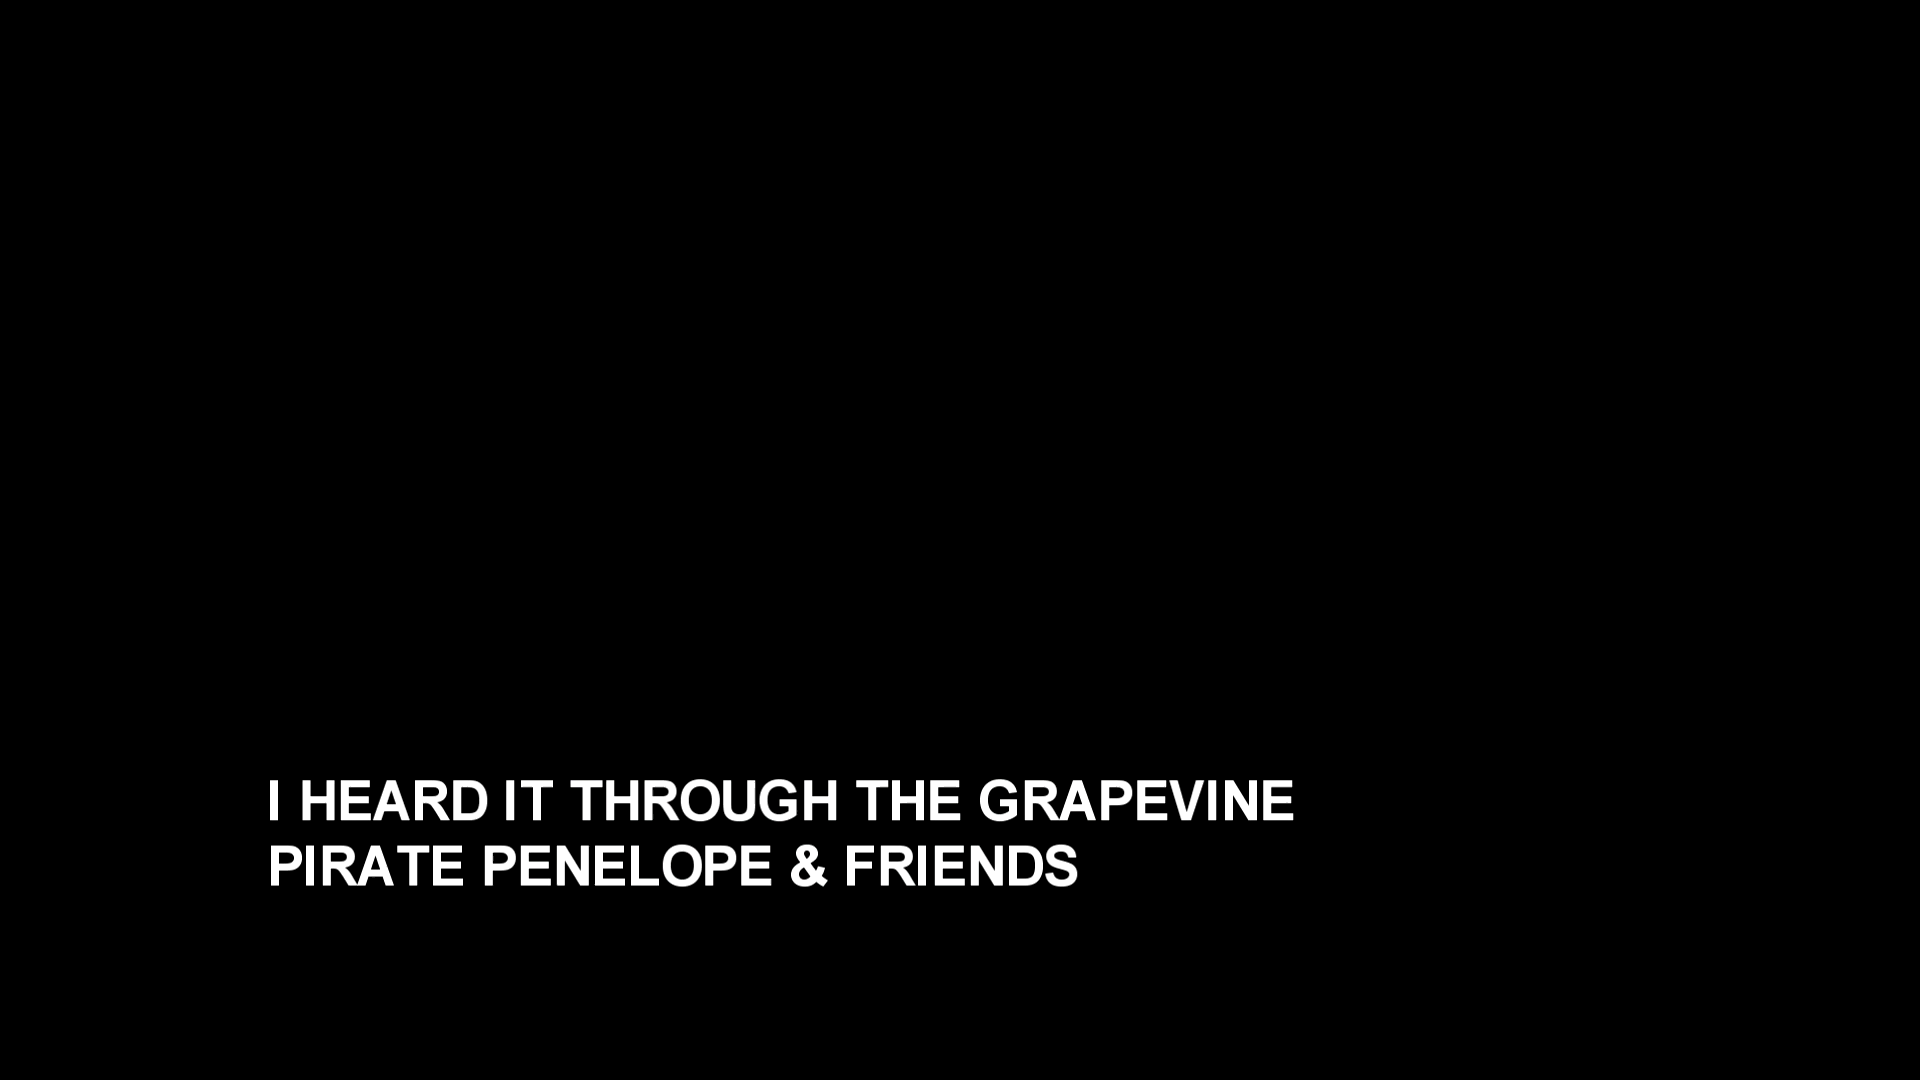 I HEARD IT THROUGH THE GRAPEVINE
PIRATE PENELOPE & FRIENDS